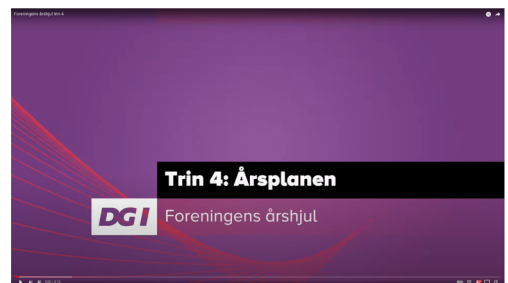 Foreningens årshjul trin 4
Trin 4: Årsplanen
DGI
Foreningens årshjul